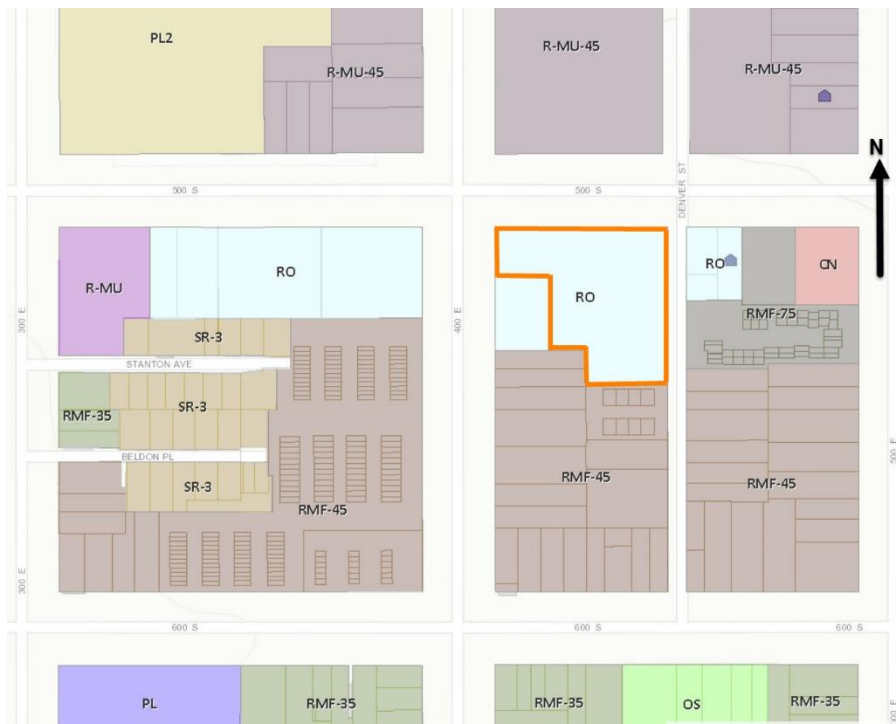 PL2
R-MU-45
R-MU-45
R-MU-45
N
500 S
500 S
DENVER ST
R-MU
RO
RO
RO
CN
300 E
400 E
SR-3
RMF-75
STANTON AVE
RMF-35
SR-3
BELDON PL
SR-3
RMF-45
RMF-45
RMF-45
500 E
300 E
600 S
600 S
600 S
PL
RMF-35
RMF-35
OS
RMF-35